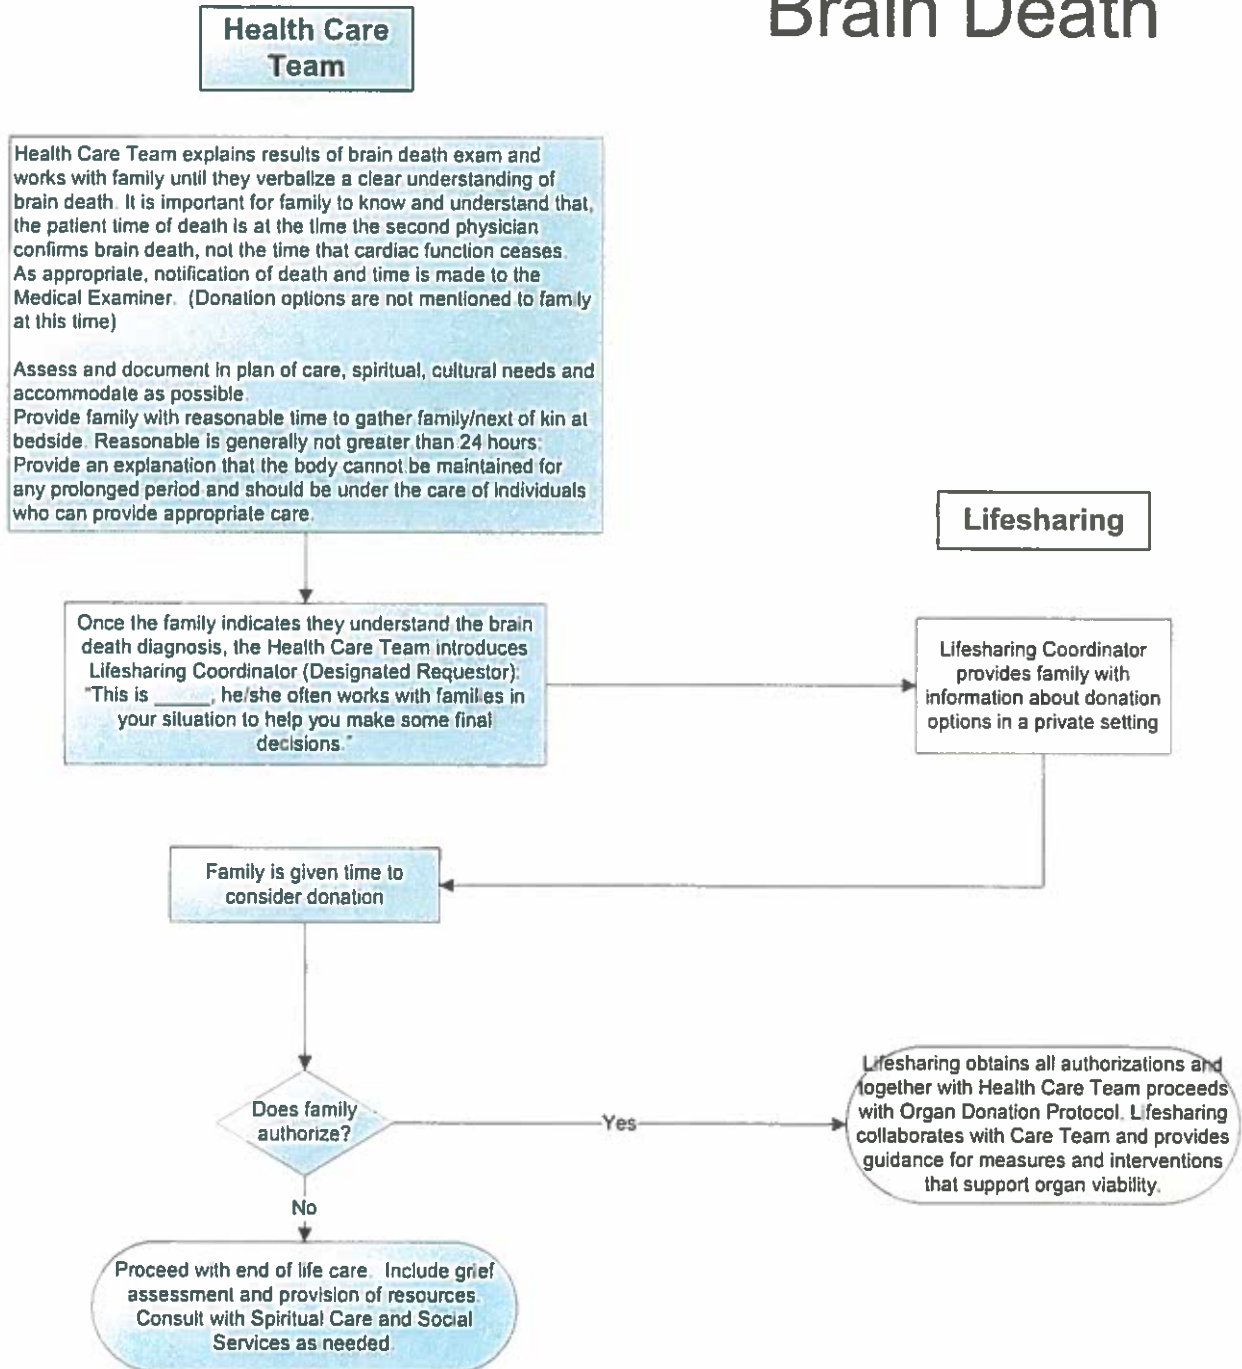 Brain Death
Health Care
Team
Health Care Team explains results of brain death exam and
works with family until they verbalize a clear understanding of
brain death. It is important for family to know and understand that,
the patient time of death is at the time the second physician
confirms brain death, not the time that cardiac function ceases.
As appropriate, notification of death and time is made to the
Medical Examiner. (Donation options are not mentioned to family
at this time)
Assess and document in plan of care, spiritual, cultural needs and
accommodate as possible.
Provide family with reasonable time to gather family/next of kin at
bedside. Reasonable is generally not greater than 24 hours.
Provide an explanation that the body cannot be maintained for
any prolonged period and should be under the care of individuals
who can provide appropriate care.
Lifesharing
Once the family indicates they understand the brain
death diagnosis, the Health Care Team introduces
Lifesharing Coordinator (Designated Requestor):
"This is _____, he/she often works with families in
your situation to help you make some final
decisions."
Lifesharing Coordinator
provides family with
information about donation
options in a private setting
Family is given time to
consider donation
Does family
authorize?
Yes
Lifesharing obtains all authorizations and
together with Health Care Team proceeds
with Organ Donation Protocol. Lifesharing
collaborates with Care Team and provides
guidance for measures and interventions
that support organ viability.
No
Proceed with end of life care. Include grief
assessment and provision of resources.
Consult with Spiritual Care and Social
Services as needed.